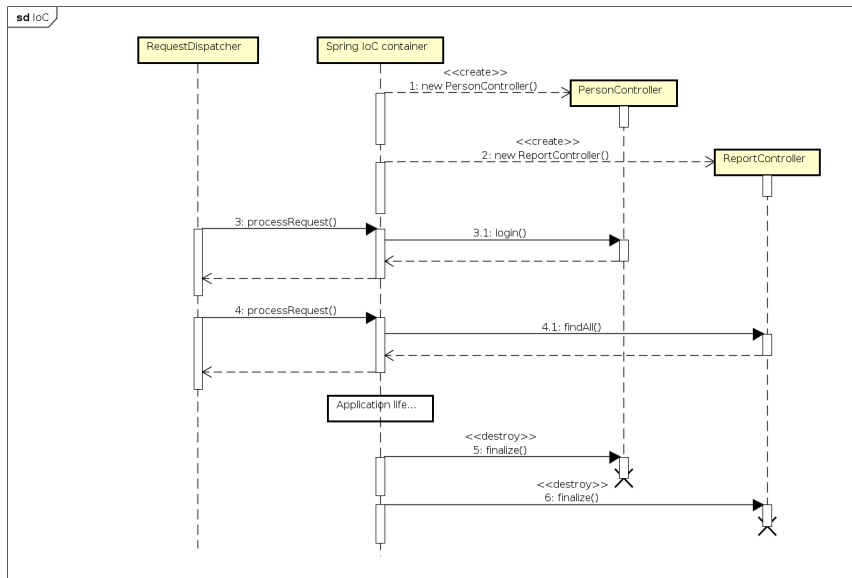 sd IoC
RequestDispatcher
Spring IoC container
<<create>>
1: new PersonController()
PersonController
<<create>>
2: new ReportController()
ReportController
3: processRequest()
3.1: login()
4: processRequest()
4.1: findAll()
Application life...
<<destroy>>
5: finalize()
<<destroy>>
6: finalize()